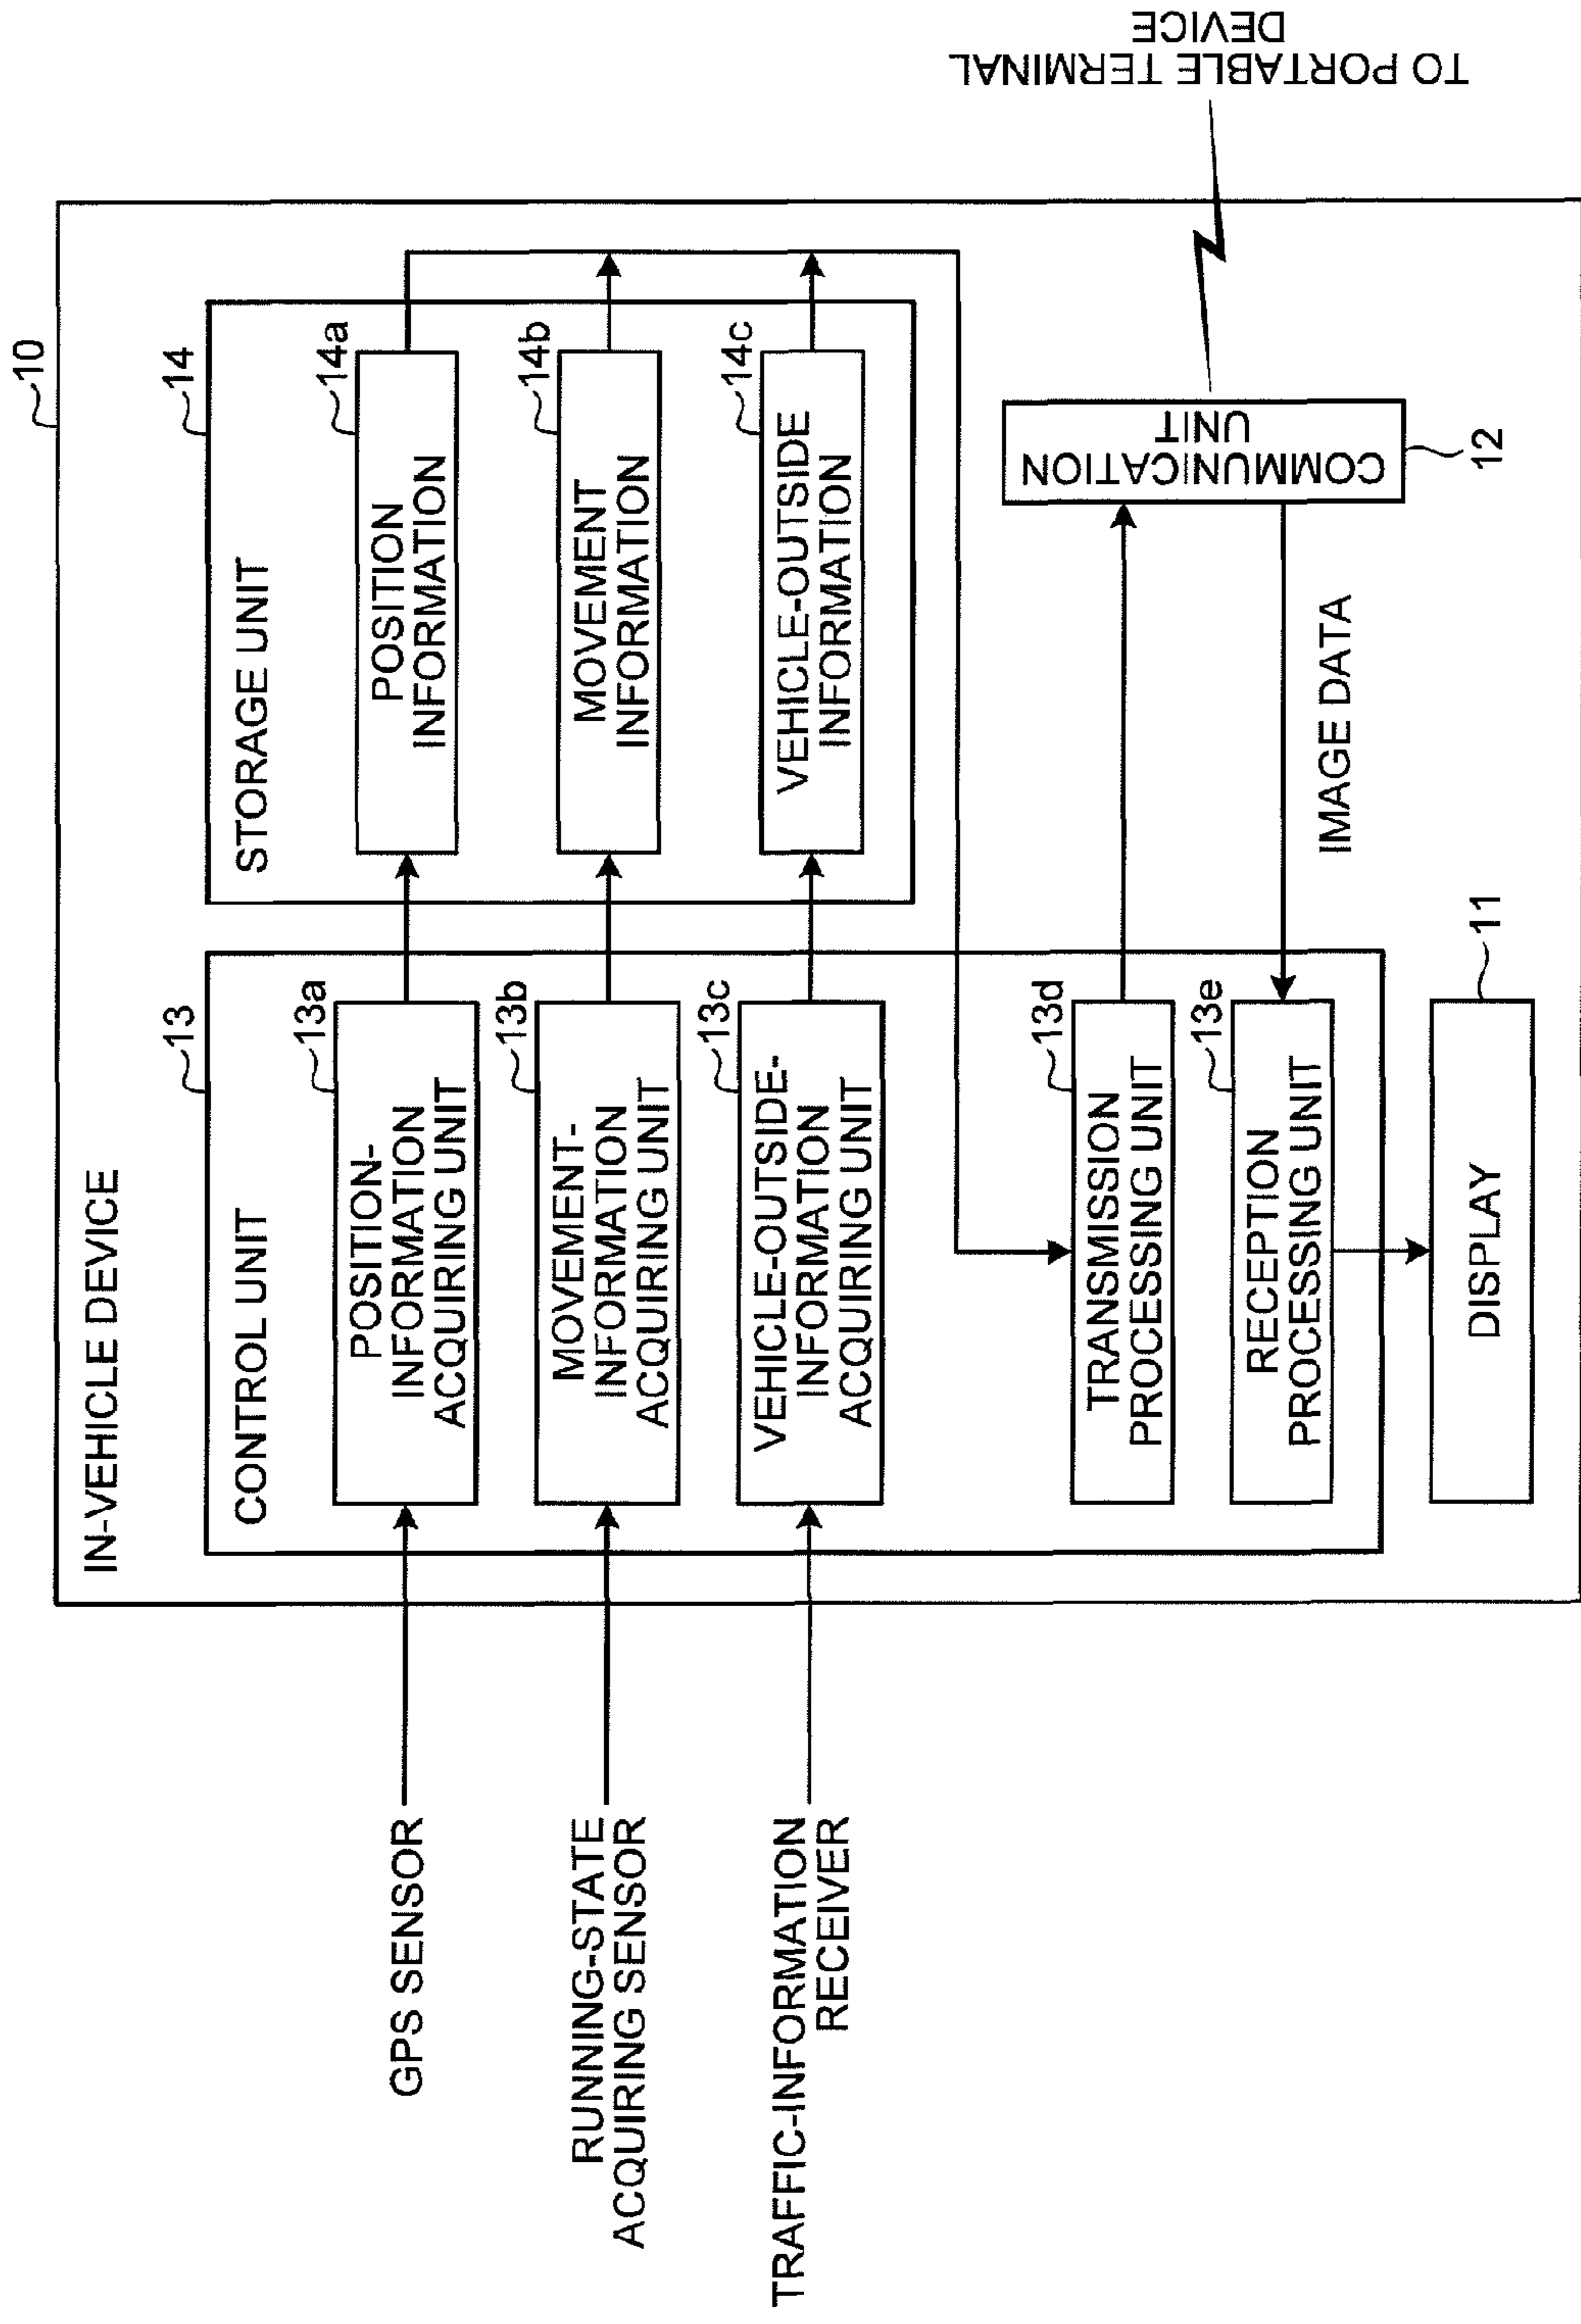 10
IN-VEHICLE DEVICE
13
CONTROL UNIT
14
STORAGE UNIT
GPS SENSOR
13a
POSITION-
INFORMATION
ACQUIRING UNIT
14a
POSITION
INFORMATION
RUNNING-STATE
ACQUIRING SENSOR
13b
MOVEMENT-
INFORMATION
ACQUIRING UNIT
14b
MOVEMENT
INFORMATION
TRAFFIC-INFORMATION
RECEIVER
13c
VEHICLE-OUTSIDE-
INFORMATION
ACQUIRING UNIT
14c
VEHICLE-OUTSIDE
INFORMATION
13d
TRANSMISSION
PROCESSING UNIT
13e
RECEPTION
PROCESSING UNIT
IMAGE DATA
COMMUNICATION
UNIT
12
TO PORTABLE TERMINAL
DEVICE
11
DISPLAY